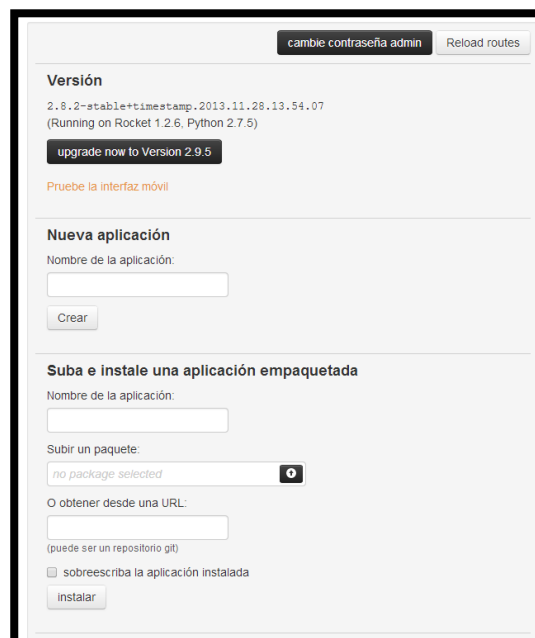 cambie contraseña admin Reload routes
Versión
2.8.2-stable+timestamp.2013.11.28.13.54.07
(Running on Rocket 1.2.6, Python 2.7.5)
upgrade now to Version 2.9.5
Pruebe la interfaz móvil
Nueva aplicación
Nombre de la aplicación:
Crear
Suba e instale una aplicación empaquetada
Nombre de la aplicación:
Subir un paquete:
no package selected
O obtener desde una URL:
(puede ser un repositorio git)
sobreescriba la aplicación instalada
instalar